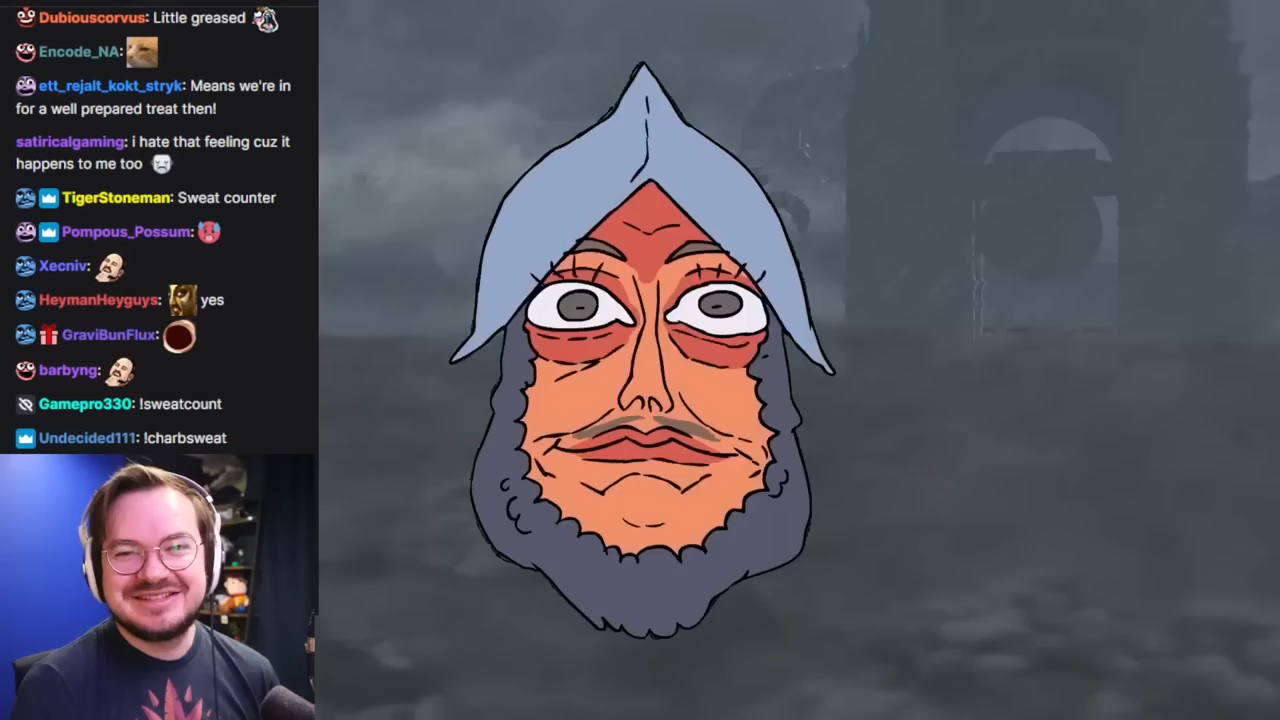 Dubiouscorvus: Little greased
Encode_NA:
ett_rejalt_kokt_stryk: Means we're in
for a well prepared treat then!
satiricalgaming: i hate that feeling cuz it
happens to me too
TigerStoneman: Sweat counter
Pompous_Possum:
Xecniv:
HeymanHeyguys: yes
GraviBunFlux:
barbyng:
Gamepro330: !sweatcount
Undecided111: !charbsweat